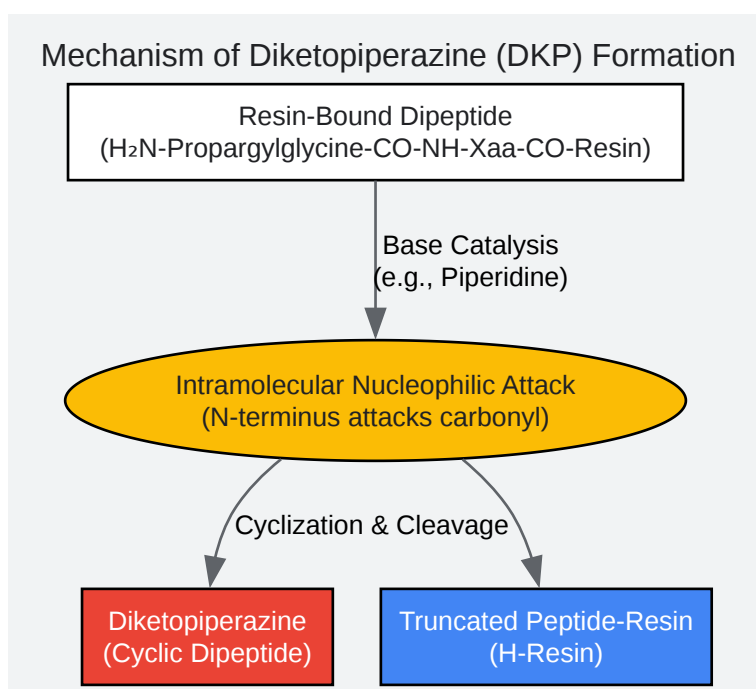 Mechanism of Diketopiperazine (DKP) Formation
Resin-Bound Dipeptide
(H₂N-Propargylglycine-CO-NH-Xaa-CO-Resin)
Base Catalysis
(e.g., Piperidine)
Intramolecular Nucleophilic Attack
(N-terminus attacks carbonyl)
Cyclization & Cleavage
Diketopiperazine
(Cyclic Dipeptide)
Truncated Peptide-Resin
(H-Resin)